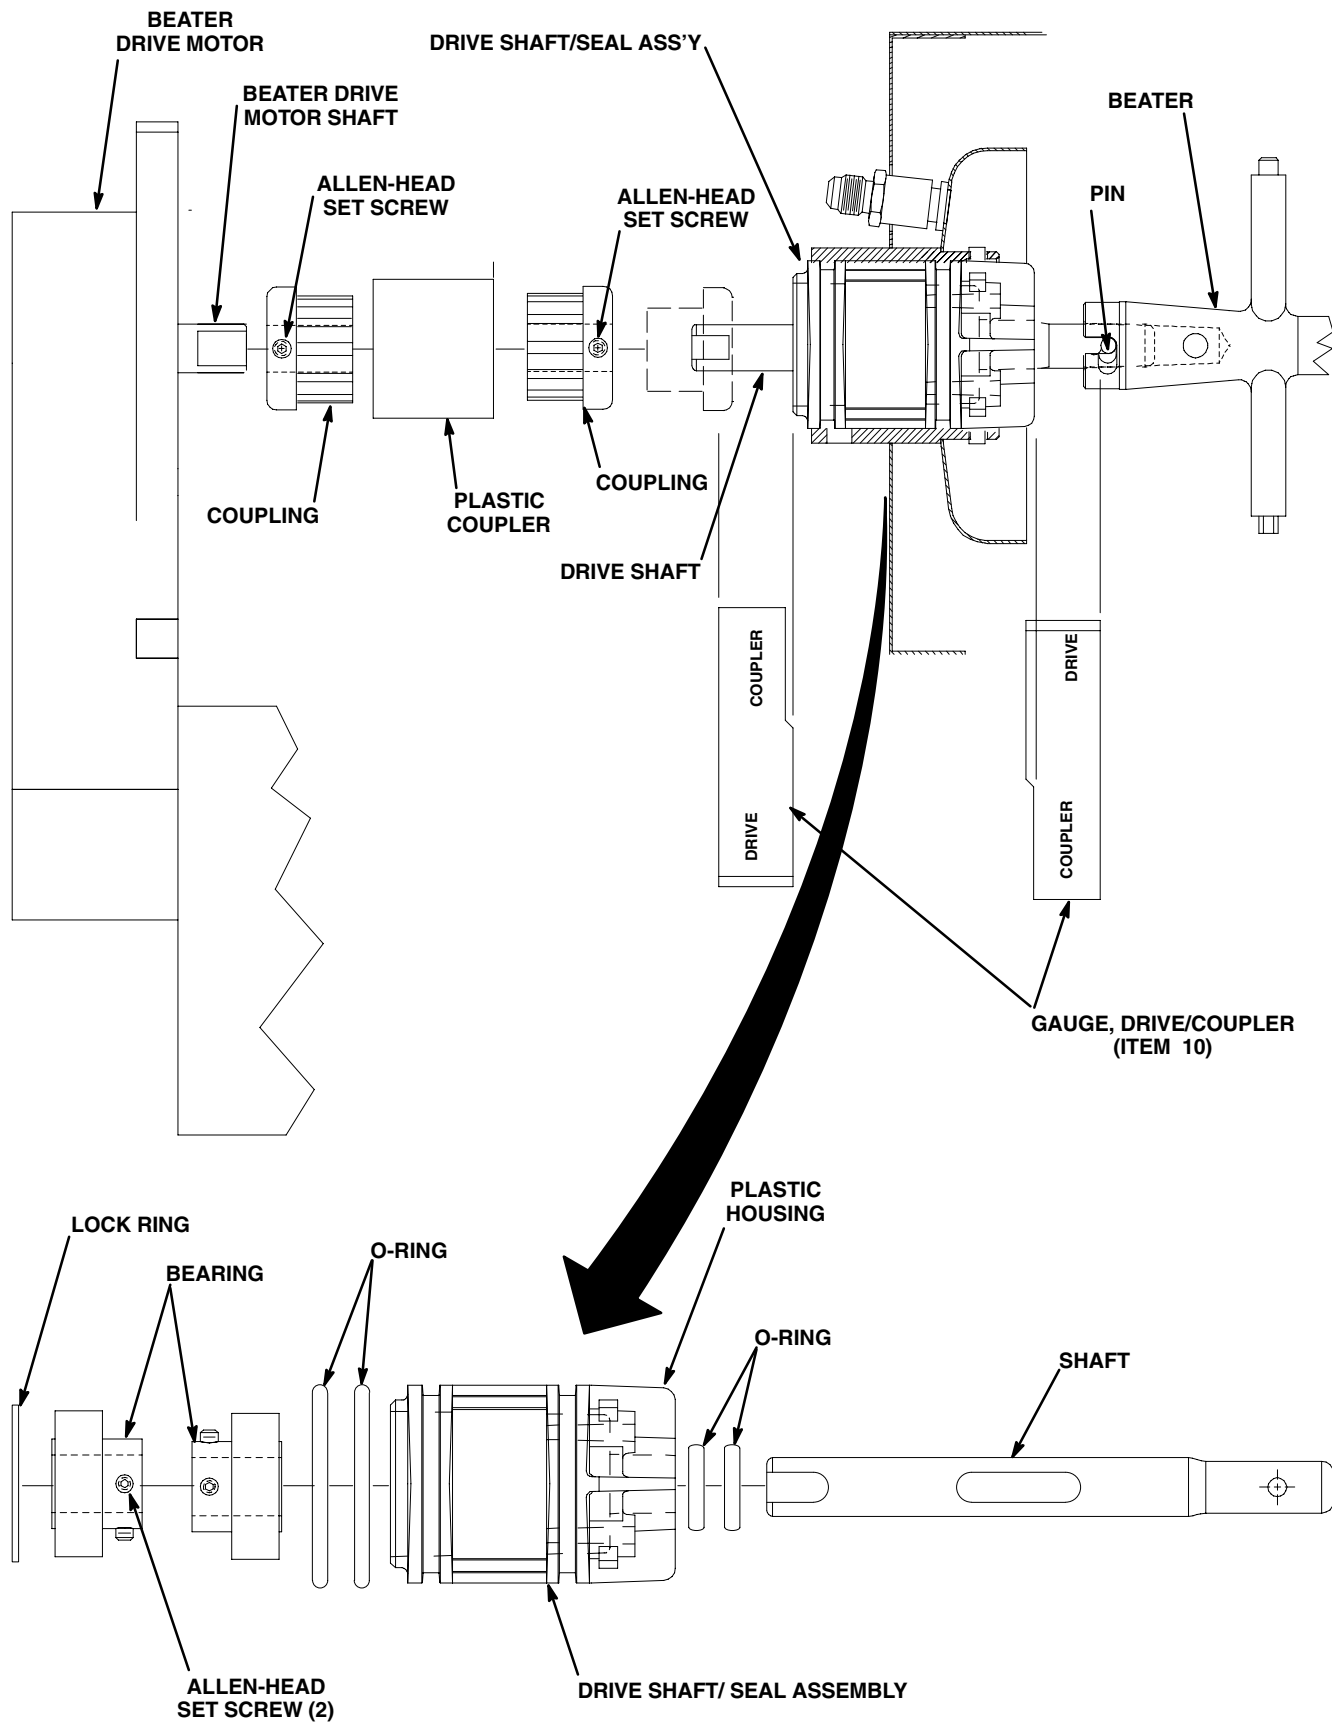 BEATER
DRIVE MOTOR
DRIVE SHAFT/SEAL ASS'Y
BEATER DRIVE
MOTOR SHAFT
BEATER
ALLEN-HEAD
SET SCREW
ALLEN-HEAD
SET SCREW
PIN
COUPLING
PLASTIC
COUPLER
COUPLING
DRIVE SHAFT
COUPLER
DRIVE
DRIVE
COUPLER
GAUGE, DRIVE/COUPLER
(ITEM 10)
PLASTIC
HOUSING
LOCK RING
BEARING
O-RING
O-RING
SHAFT
ALLEN-HEAD
SET SCREW (2)
DRIVE SHAFT/ SEAL ASSEMBLY